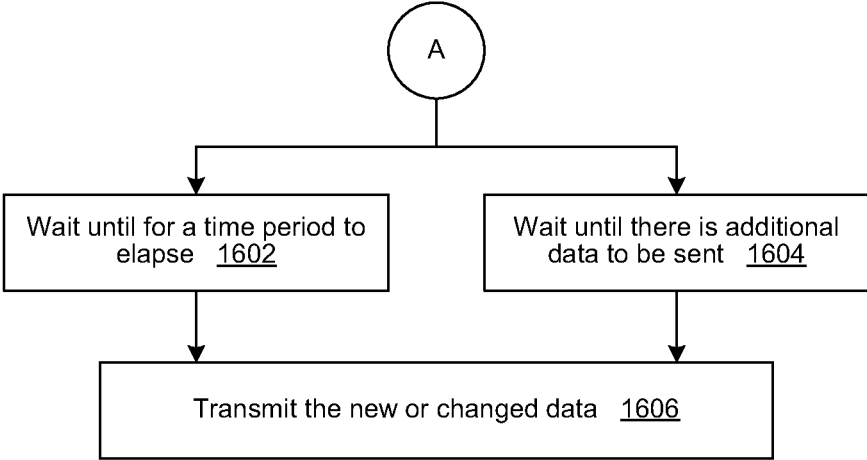 A
Wait until for a time period to
elapse 1602
Wait until there is additional
data to be sent 1604
Transmit the new or changed data 1606